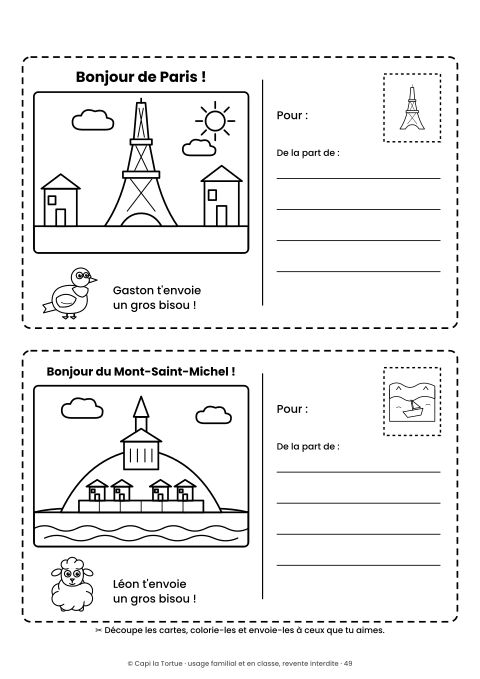 Bonjour de Paris !
Pour :
De la part de :
Gaston t'envoie
un gros bisou !
Bonjour du Mont-Saint-Michel !
Pour :
De la part de :
Léon t'envoie
un gros bisou !
✂ Découpe les cartes, colorie-les et envoie-les à ceux que tu aimes.
© Capi la Tortue · usage familial et en classe, revente interdite · 49